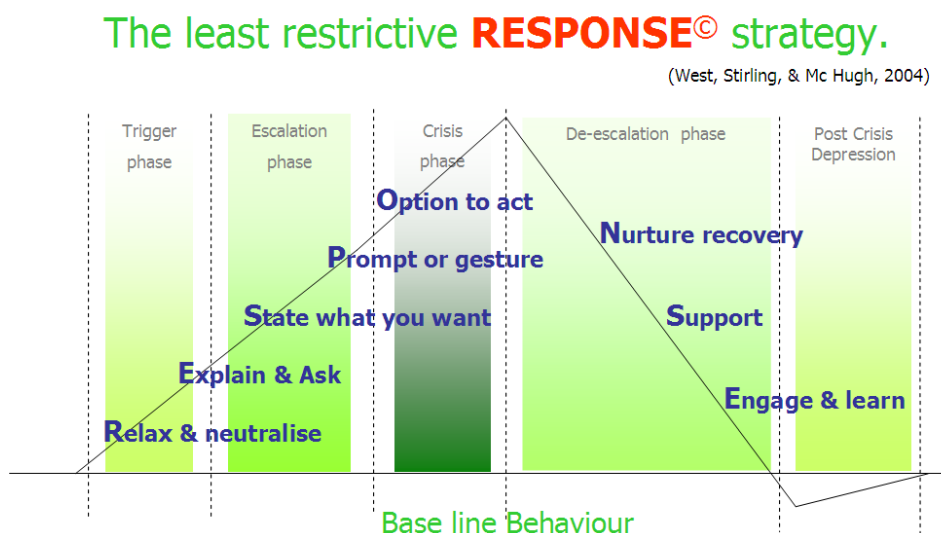 The least restrictive RESPONSE© strategy.
(West, Stirling, & Mc Hugh, 2004)
Trigger
phase
Escalation
phase
Crisis
phase
De-escalation phase
Post Crisis
Depression
Option to act
Nurture recovery
Prompt or gesture
State what you want
Support
Explain & Ask
Engage & learn
Relax & neutralise
Base line Behaviour